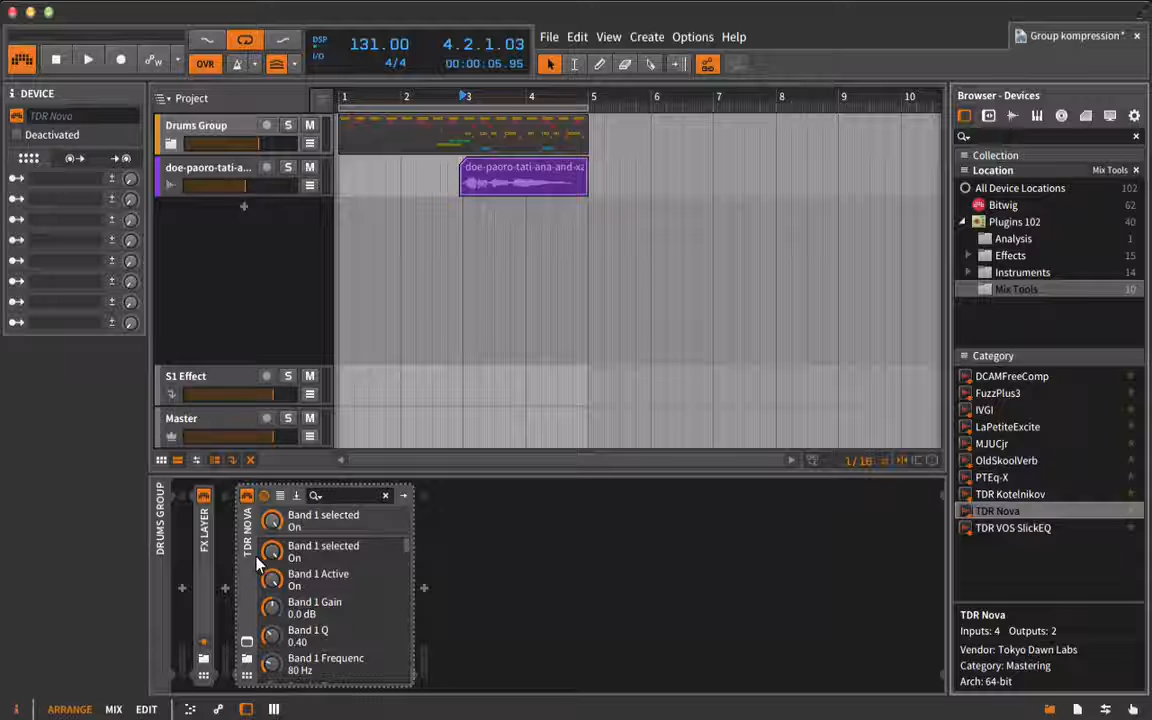 DSP
I/O
131.00
4/4
4.2.1.03
00:00:05.95
OVR
W
File Edit View Create Options Help
Group kompression*
DEVICE
TDR Nova
Deactivated
Project
1 2 3 4 5 6 7 8 9 10
Drums Group
S M
doe-paoro-tati-a...
S M
doe-paoro-tati-ana-and-xa
S1 Effect
S M
Master
S M
1/16
Browser - Devices
Collection
Location
Mix Tools
All Device Locations 102
Bitwig 62
Plugins 102 40
Analysis 1
Effects 15
Instruments 14
Mix Tools 10
Category
DCAMFreeComp
FuzzPlus3
IVGI
LaPetiteExcite
MJUCjr
OldSkoolVerb
PTEq-X
TDR Kotelnikov
TDR Nova
TDR VOS SlickEQ
TDR Nova
Inputs: 4 Outputs: 2
Vendor: Tokyo Dawn Labs
Category: Mastering
Arch: 64-bit
DRUMS GROUP
FX LAYER
TDR NOVA
Band 1 selected
On
Band 1 selected
On
Band 1 Active
On
Band 1 Gain
0.0 dB
Band 1 Q
0.40
Band 1 Frequenc
80 Hz
i
ARRANGE MIX EDIT